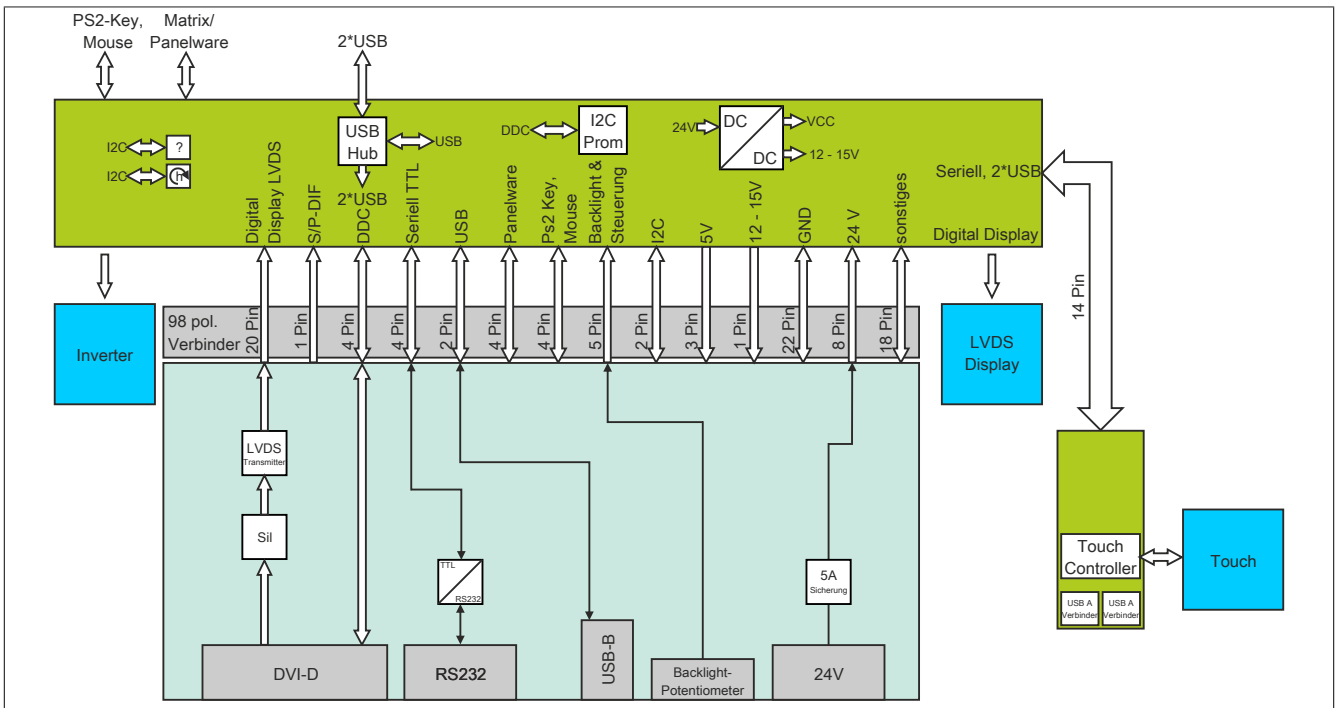 PS2-Key,
Mouse
Matrix/
Panelware
2*USB
I2C
?
I2C
h
USB
Hub
USB
2*USB
DDC
I2C
Prom
24V
DC
DC
VCC
12 - 15V
Seriell, 2*USB
Digital Display
Digital
Display LVDS
S/P-DIF
DDC
Seriell TTL
USB
Panelware
Ps2 Key,
Mouse
Backlight &
Steuerung
I2C
5V
12 - 15V
GND
24 V
sonstiges
Inverter
98 pol.
Verbinder
20 Pin
1 Pin
4 Pin
4 Pin
2 Pin
4 Pin
4 Pin
5 Pin
2 Pin
3 Pin
1 Pin
22 Pin
8 Pin
18 Pin
LVDS
Display
14 Pin
LVDS
Transmitter
Sil
TTL
RS232
5A
Sicherung
DVI-D
RS232
USB-B
Backlight-
Potentiometer
24V
Touch
Controller
USB A
Verbinder
USB A
Verbinder
Touch